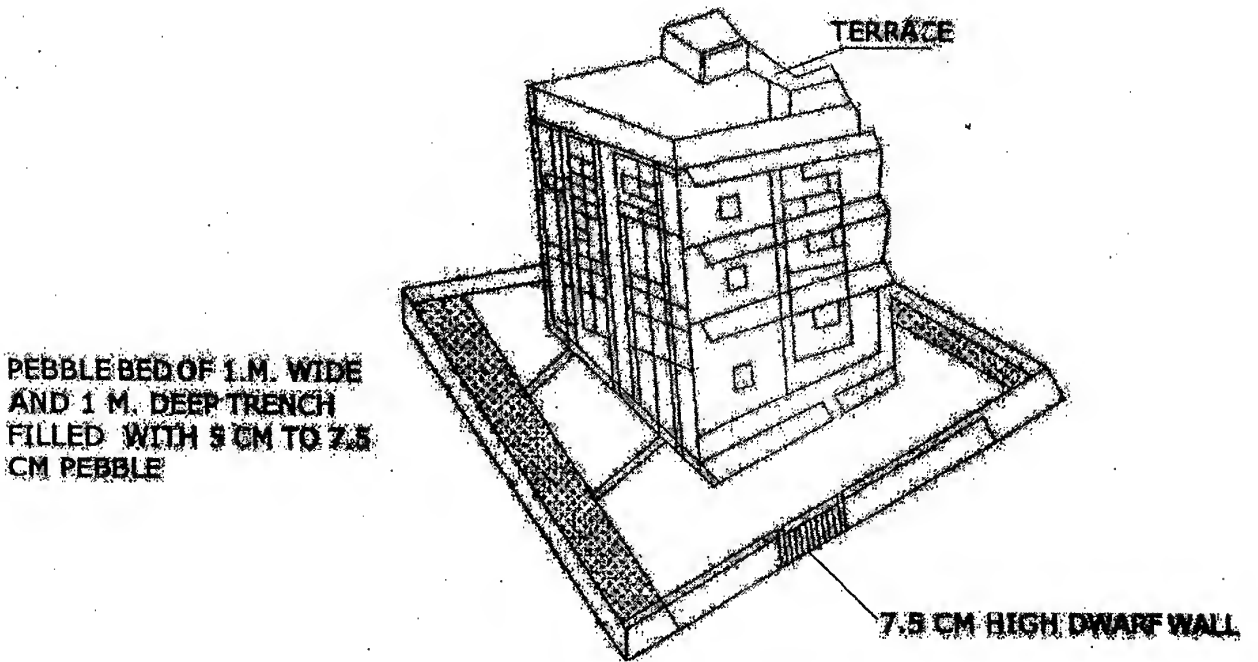 TERRACE
PEBBLE BED OF 1.M. WIDE
AND 1 M. DEEP TRENCH
FILLED WITH 5 CM TO 7.5
CM PEBBLE
7.5 CM HIGH DWARF WALL